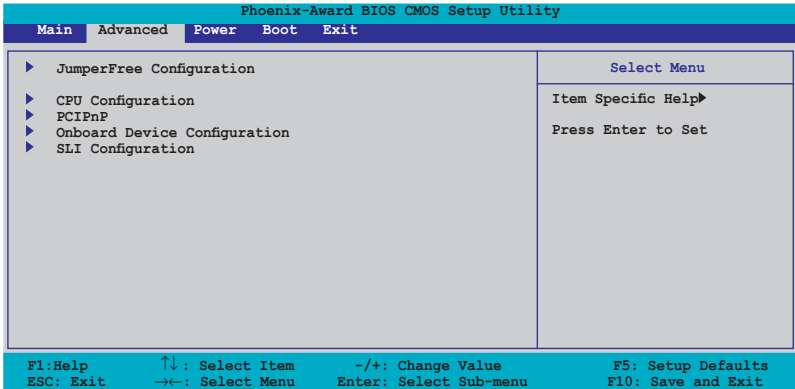 Phoenix-Award BIOS CMOS Setup Utility
Main Advanced Power Boot Exit
JumperFree Configuration
CPU Configuration
PCIPnP
Onboard Device Configuration
SLI Configuration
Select Menu
Item Specific Help▶
Press Enter to Set
F1:Help ↑↓: Select Item -/+: Change Value F5: Setup Defaults
ESC: Exit →←: Select Menu Enter: Select Sub-menu F10: Save and Exit